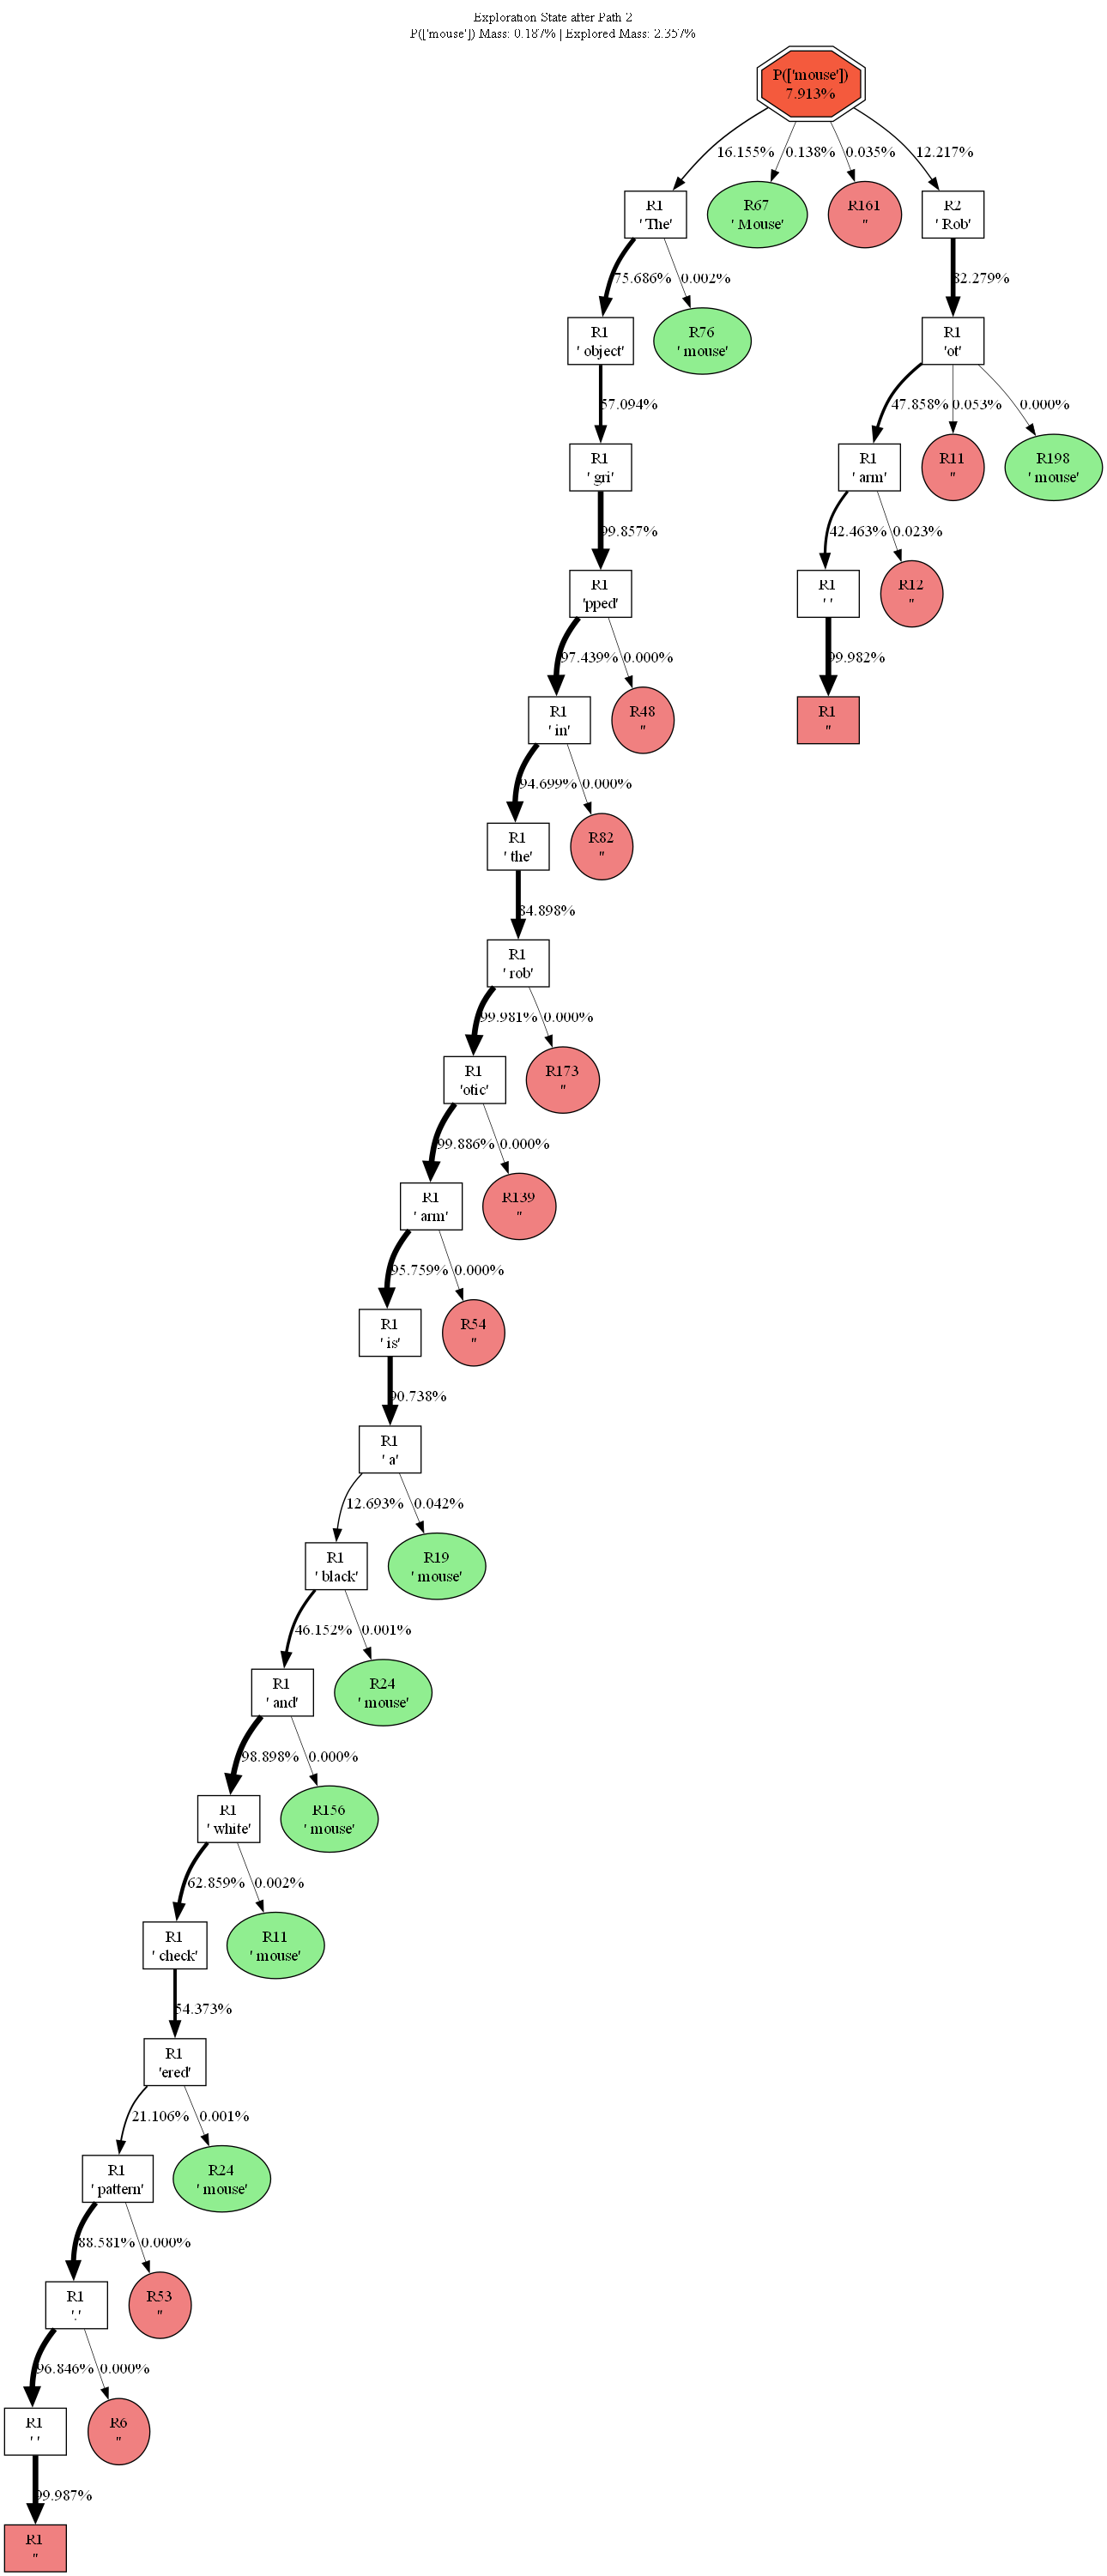 Exploration State after Path 2
P(['mouse']) Mass: 0.187% | Explored Mass: 2.357%
P(['mouse'])
7.913%
16.155%
0.138%
0.035%
12.217%
R1
' The'
R67
' Mouse'
R161
''
R2
' Rob'
75.686%
0.002%
82.279%
R1
' object'
R76
' mouse'
R1
'ot'
57.094%
47.858%
0.053%
0.000%
R1
' gri'
R1
' arm'
R11
''
R198
' mouse'
99.857%
42.463%
0.023%
R1
'pped'
R1
' '
R12
''
97.439%
0.000%
99.982%
R1
' in'
R48
''
R1
''
94.699%
0.000%
R1
' the'
R82
''
84.898%
R1
' rob'
99.981%
0.000%
R1
'otic'
R173
''
99.886%
0.000%
R1
' arm'
R139
''
95.759%
0.000%
R1
' is'
R54
''
90.738%
R1
' a'
12.693%
0.042%
R1
' black'
R19
' mouse'
46.152%
0.001%
R1
' and'
R24
' mouse'
98.898%
0.000%
R1
' white'
R156
' mouse'
62.859%
0.002%
R1
' check'
R11
' mouse'
54.373%
R1
'ered'
21.106%
0.001%
R1
' pattern'
R24
' mouse'
88.581%
0.000%
R1
'.'
R53
''
96.846%
0.000%
R1
' '
R6
''
99.987%
R1
''